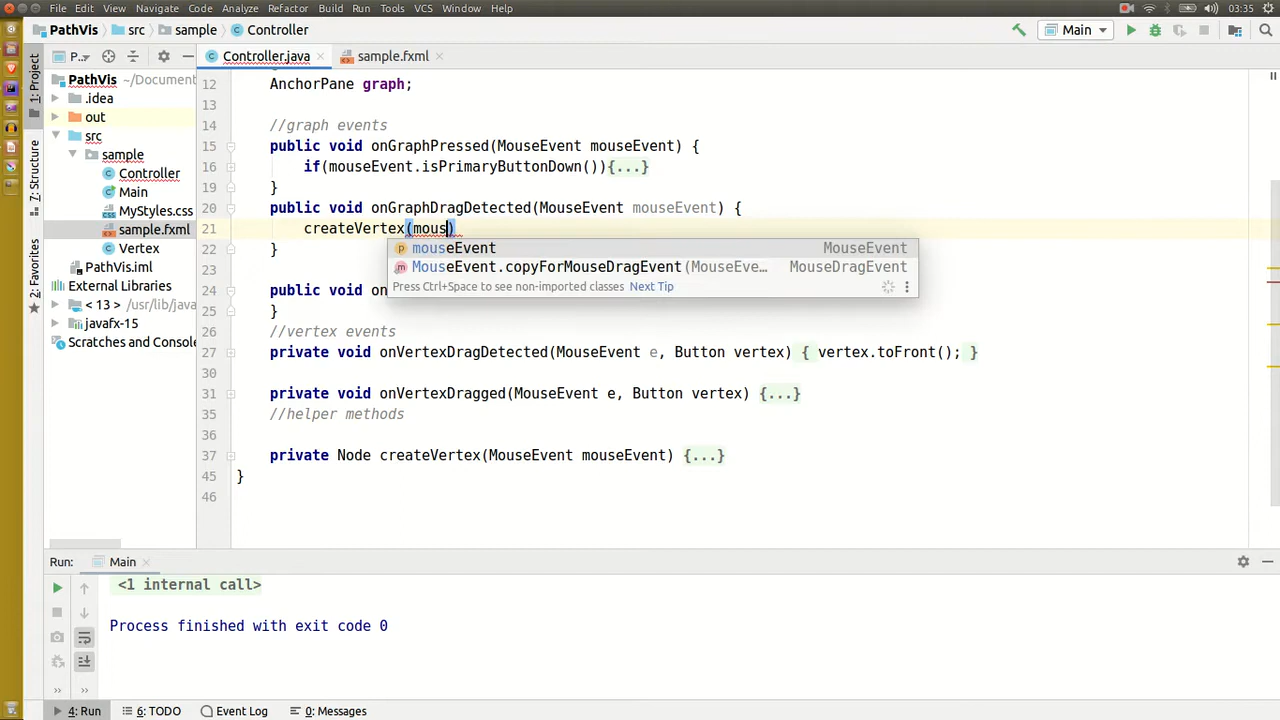 File Edit View Navigate Code Analyze Refactor Build Run Tools VCS Window Help
03:35
PathVis src sample Controller
Main
1: Project
7: Structure
2: Favorites
P...
Controller.java
sample.fxml
PathVis ~/Document
.idea
out
src
sample
Controller
Main
MyStyles.css
sample.fxml
Vertex
PathVis.iml
External Libraries
< 13 > /usr/lib/java
javafx-15
Scratches and Console
12 AnchorPane graph;
13
14 //graph events
15 public void onGraphPressed(MouseEvent mouseEvent) {
16 if(mouseEvent.isPrimaryButtonDown()){...}
19 }
20 public void onGraphDragDetected(MouseEvent mouseEvent) {
21 createVertex(mous)
22 }
mouseEvent MouseEvent
MouseEvent.copyForMouseDragEvent(MouseEve... MouseDragEvent
Press Ctrl+Space to see non-imported classes Next Tip
23
24 public void on
25 }
26 //vertex events
27 private void onVertexDragDetected(MouseEvent e, Button vertex) { vertex.toFront(); }
30
31 private void onVertexDragged(MouseEvent e, Button vertex) {...}
35 //helper methods
36
37 private Node createVertex(MouseEvent mouseEvent) {...}
45 }
46
Run: Main
<1 internal call>
Process finished with exit code 0
4: Run 6: TODO Event Log 0: Messages